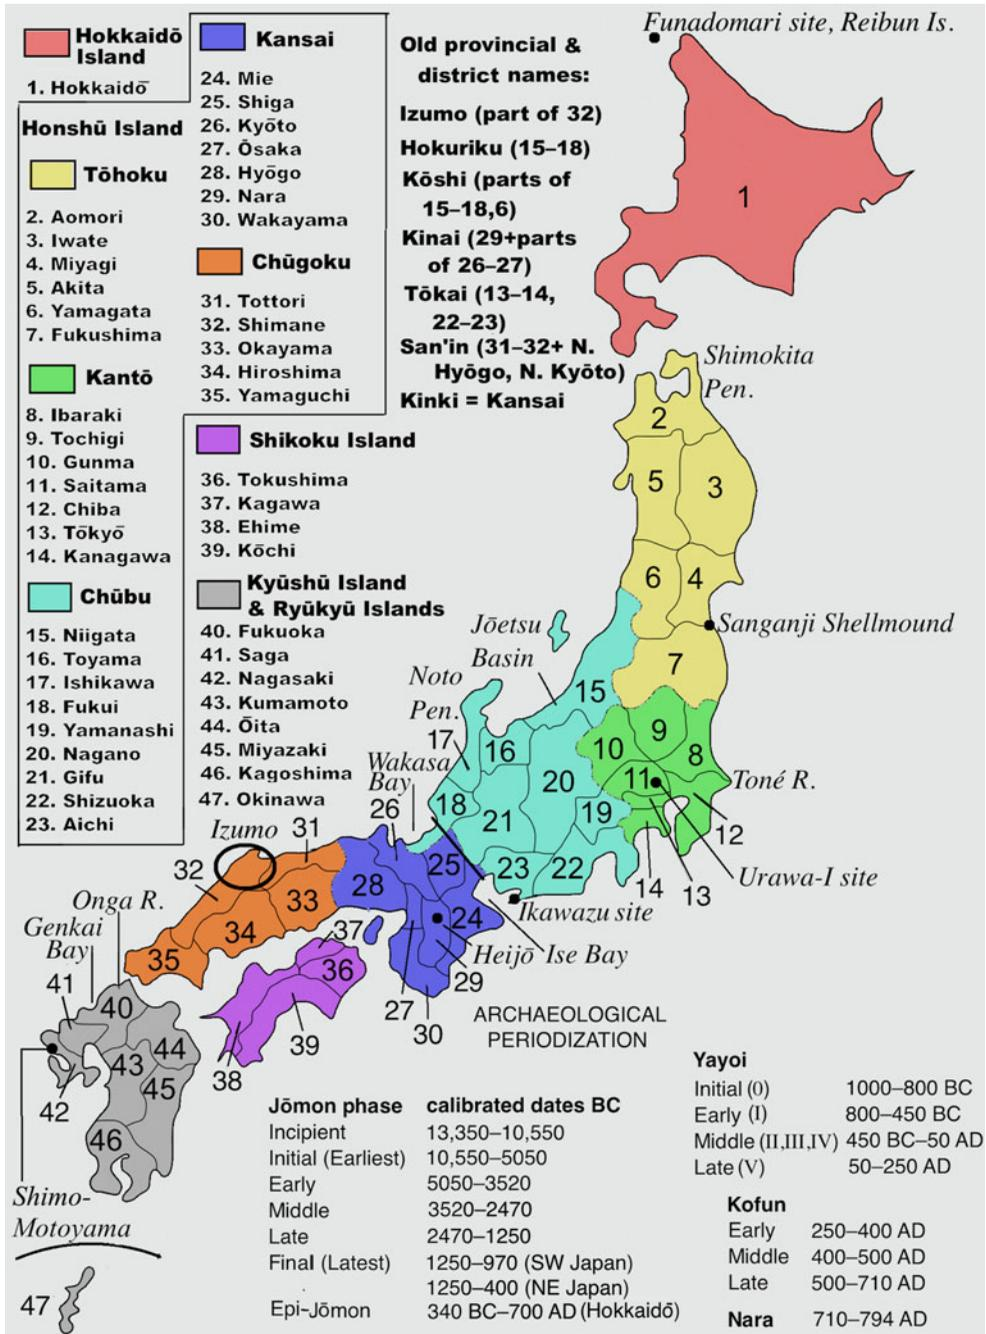 Hokkaidō
Island
1. Hokkaidō
Honshū Island
Tōhoku
2. Aomori
3. Iwate
4. Miyagi
5. Akita
6. Yamagata
7. Fukushima
Kantō
8. Ibaraki
9. Tochigi
10. Gunma
11. Saitama
12. Chiba
13. Tōkyō
14. Kanagawa
Chūbu
15. Niigata
16. Toyama
17. Ishikawa
18. Fukui
19. Yamanashi
20. Nagano
21. Gifu
22. Shizuoka
23. Aichi
Kansai
24. Mie
25. Shiga
26. Kyōto
27. Ōsaka
28. Hyōgo
29. Nara
30. Wakayama
Chūgoku
31. Tottori
32. Shimane
33. Okayama
34. Hiroshima
35. Yamaguchi
Shikoku Island
36. Tokushima
37. Kagawa
38. Ehime
39. Kōchi
Kyūshū Island
& Ryūkyū Islands
40. Fukuoka
41. Saga
42. Nagasaki
43. Kumamoto
44. Ōita
45. Miyazaki
46. Kagoshima
47. Okinawa
Old provincial &
district names:
Izumo (part of 32)
Hokuriku (15–18)
Kōshi (parts of
15–18,6)
Kinai (29+parts
of 26–27)
Tōkai (13–14,
22–23)
San'in (31–32+ N.
Hyōgo, N. Kyōto)
Kinki = Kansai
Funadomari site, Reibun Is.
1
Shimokita
Pen.
2
5
3
6
4
Sanganji Shellmound
7
Jōetsu
Basin
15
Noto
Pen.
17
16
10
9
8
Wakasa
Bay
20
11
Toné R.
18
21
19
12
26
23
22
14
13
Urawa-I site
Ikawazu site
Izumo
31
32
25
28
33
24
Onga R.
34
37
Heijō
Ise Bay
Genkai
Bay
35
36
29
41
40
27
30
39
38
44
43
45
42
46
Shimo-
Motoyama
47
ARCHAEOLOGICAL
PERIODIZATION
Jōmon phase calibrated dates BC
Incipient 13,350–10,550
Initial (Earliest) 10,550–5050
Early 5050–3520
Middle 3520–2470
Late 2470–1250
Final (Latest) 1250–970 (SW Japan)
1250–400 (NE Japan)
Epi-Jōmon 340 BC–700 AD (Hokkaidō)
Yayoi
Initial (0) 1000–800 BC
Early (I) 800–450 BC
Middle (II,III,IV) 450 BC–50 AD
Late (V) 50–250 AD
Kofun
Early 250–400 AD
Middle 400–500 AD
Late 500–710 AD
Nara 710–794 AD